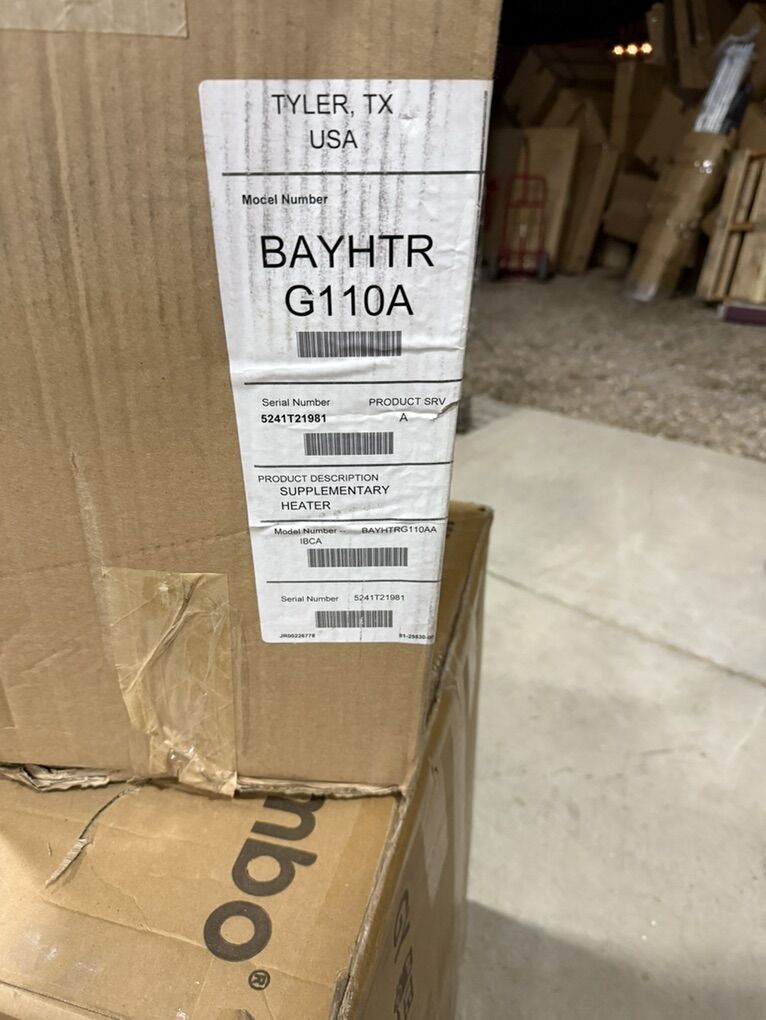 TYLER, TX
USA
Model Number
BAYHTR
G110A
Serial Number PRODUCT SRV
5241T21981 A
PRODUCT DESCRIPTION
SUPPLEMENTARY
HEATER
Model Number -- BAYHTRG110AA
IBCA
Serial Number 5241T21981
JR00226778
mbo®